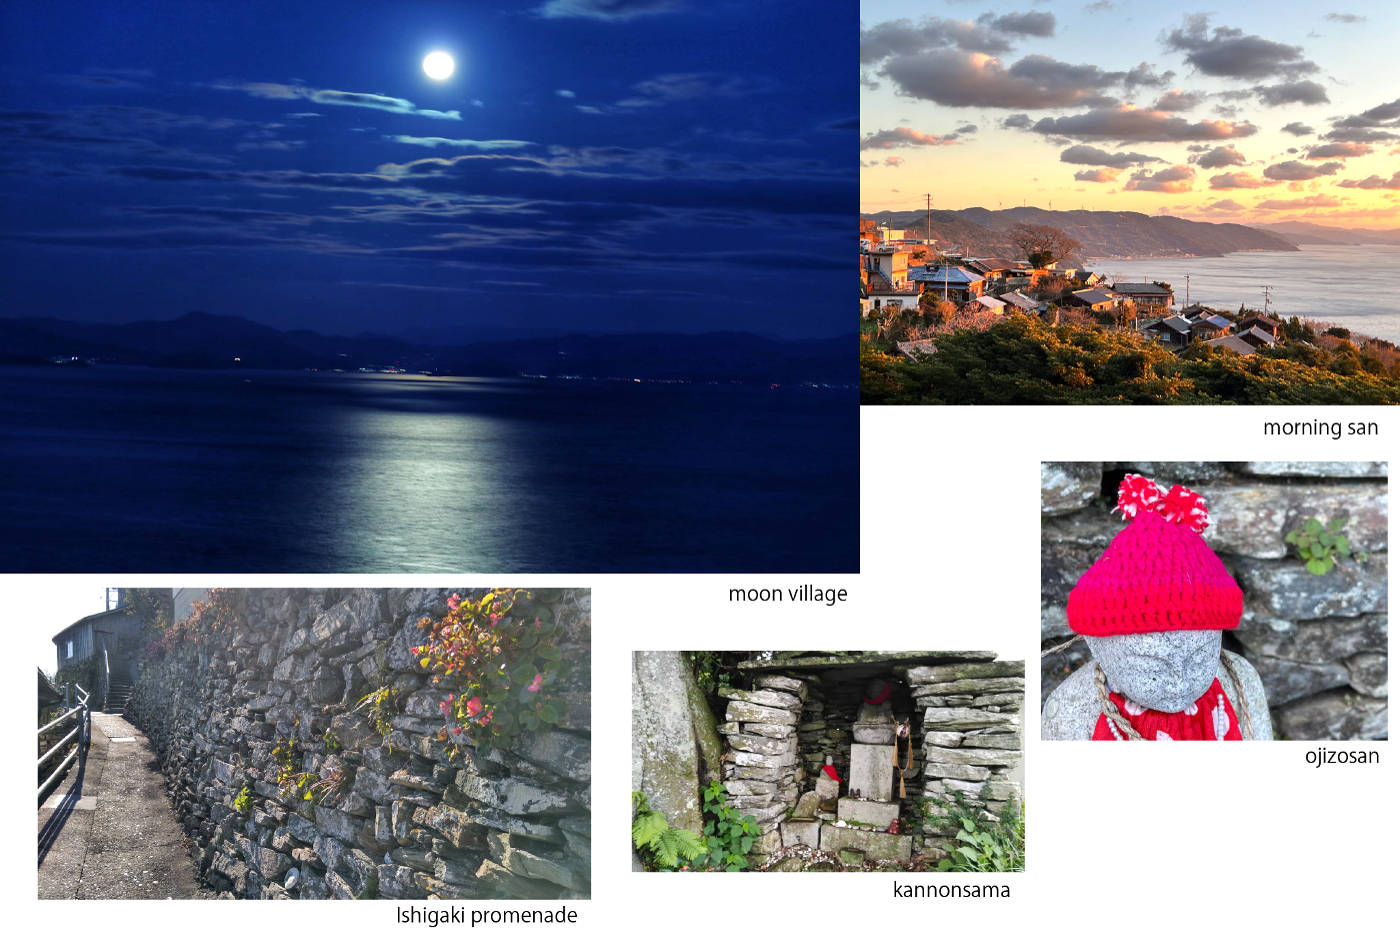 morning san
moon village
ojizosan
kannonsama
Ishigaki promenade